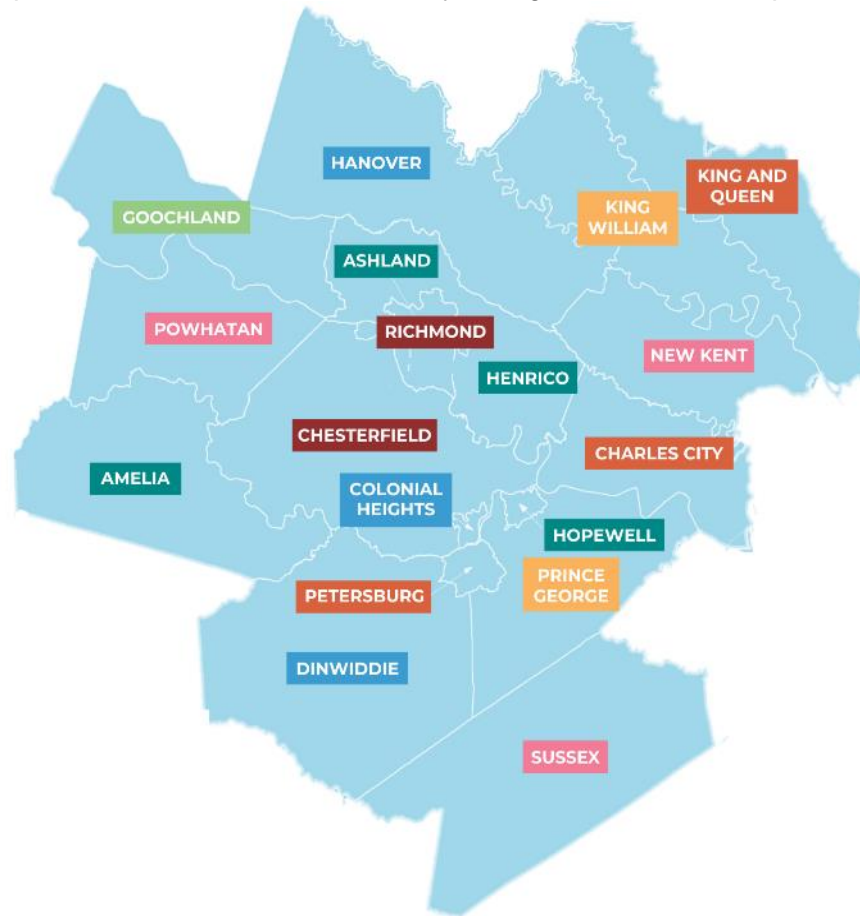 HANOVER
KING AND
QUEEN
KING
WILLIAM
GOOCHLAND
ASHLAND
POWHATAN
RICHMOND
NEW KENT
HENRICO
CHESTERFIELD
CHARLES CITY
AMELIA
COLONIAL
HEIGHTS
HOPEWELL
PRINCE
GEORGE
PETERSBURG
DINWIDDIE
SUSSEX